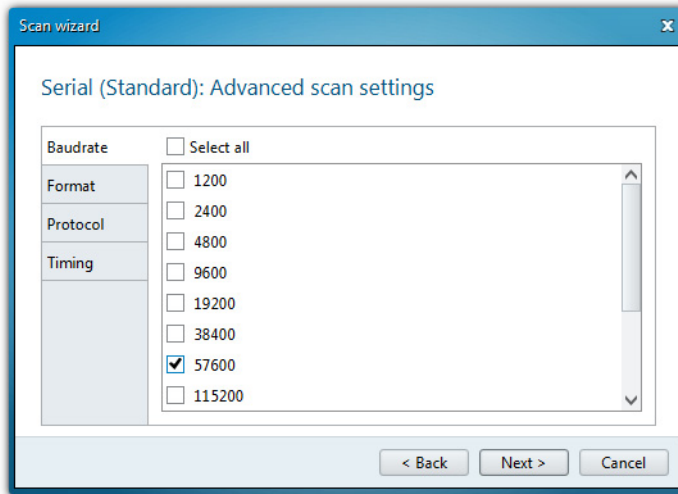 Scan wizard
Serial (Standard): Advanced scan settings
Baudrate
Select all
Format
Protocol
Timing
1200
2400
4800
9600
19200
38400
57600
115200
< Back
Next >
Cancel